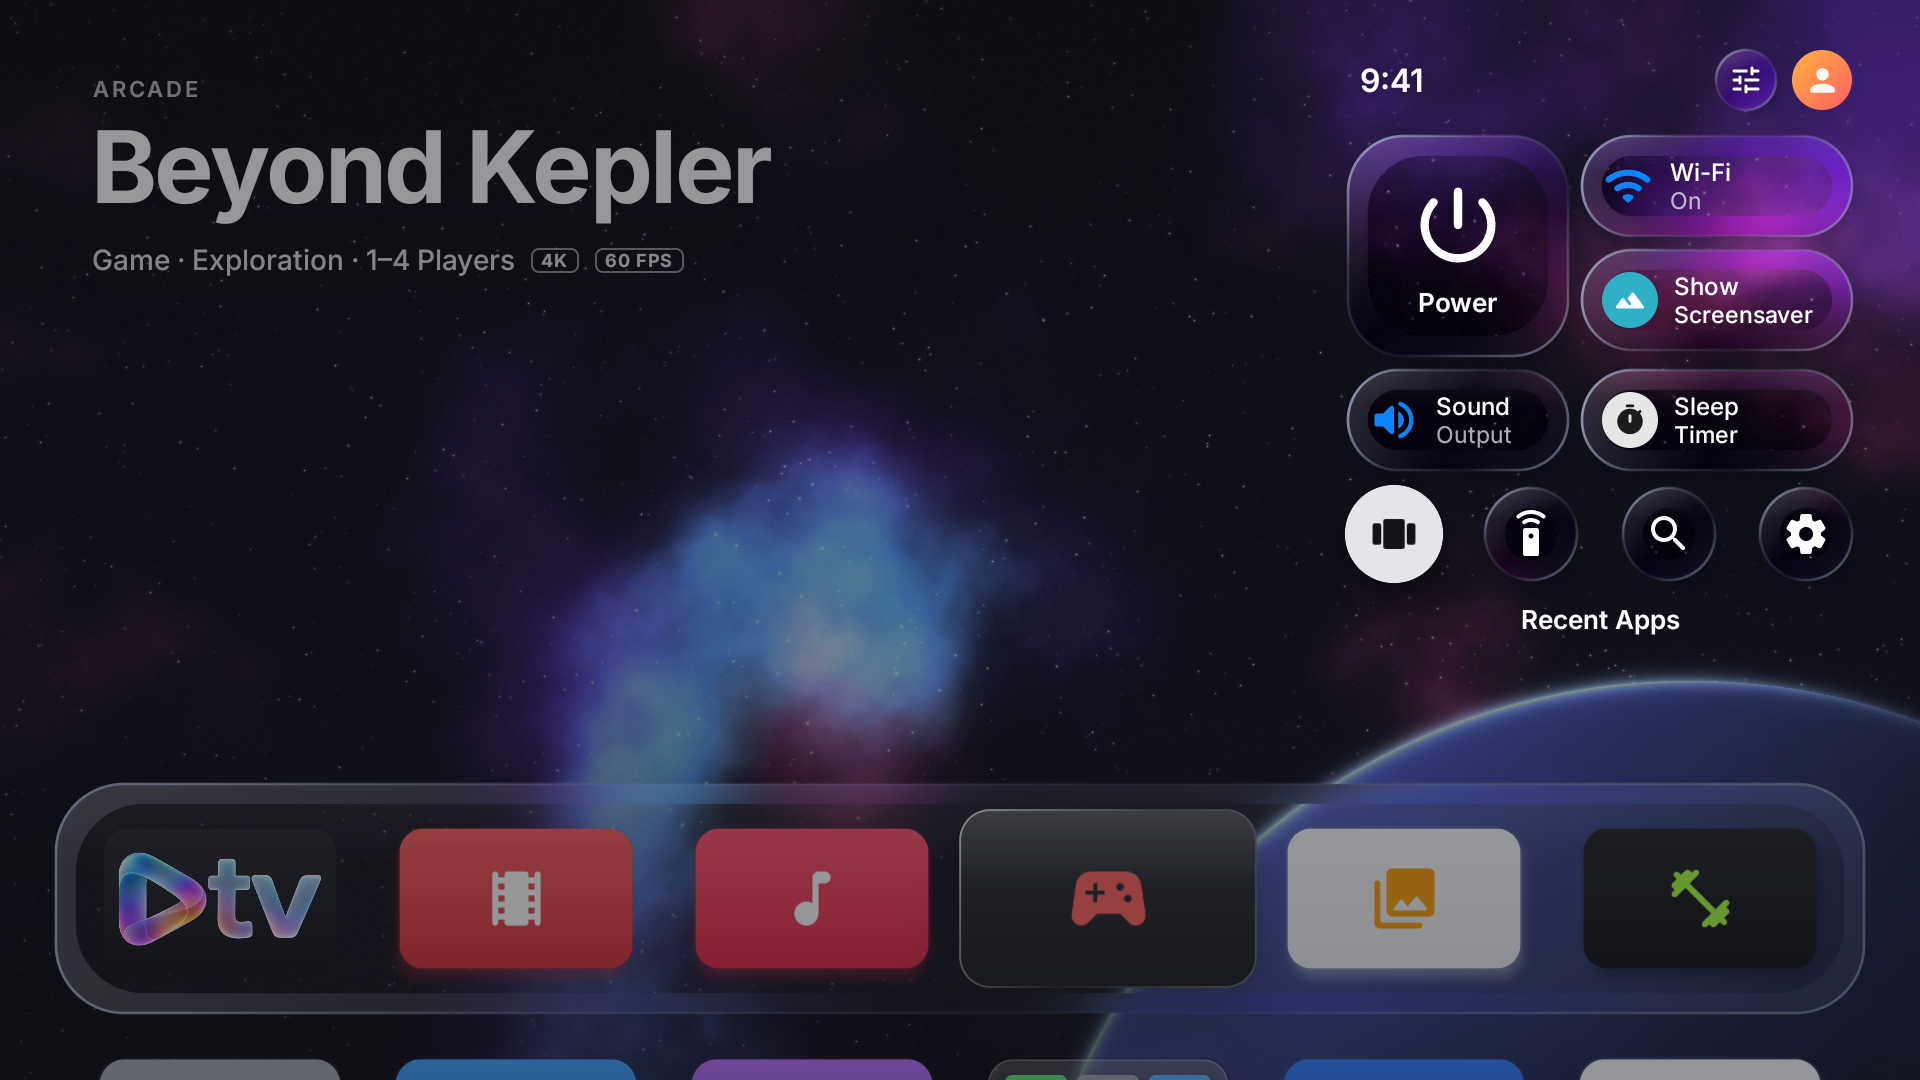 ARCADE
Beyond Kepler
Game · Exploration · 1–4 Players 4K 60 FPS
9:41
Power
Wi-Fi
On
Show
Screensaver
Sound
Output
Sleep
Timer
Recent Apps
tv